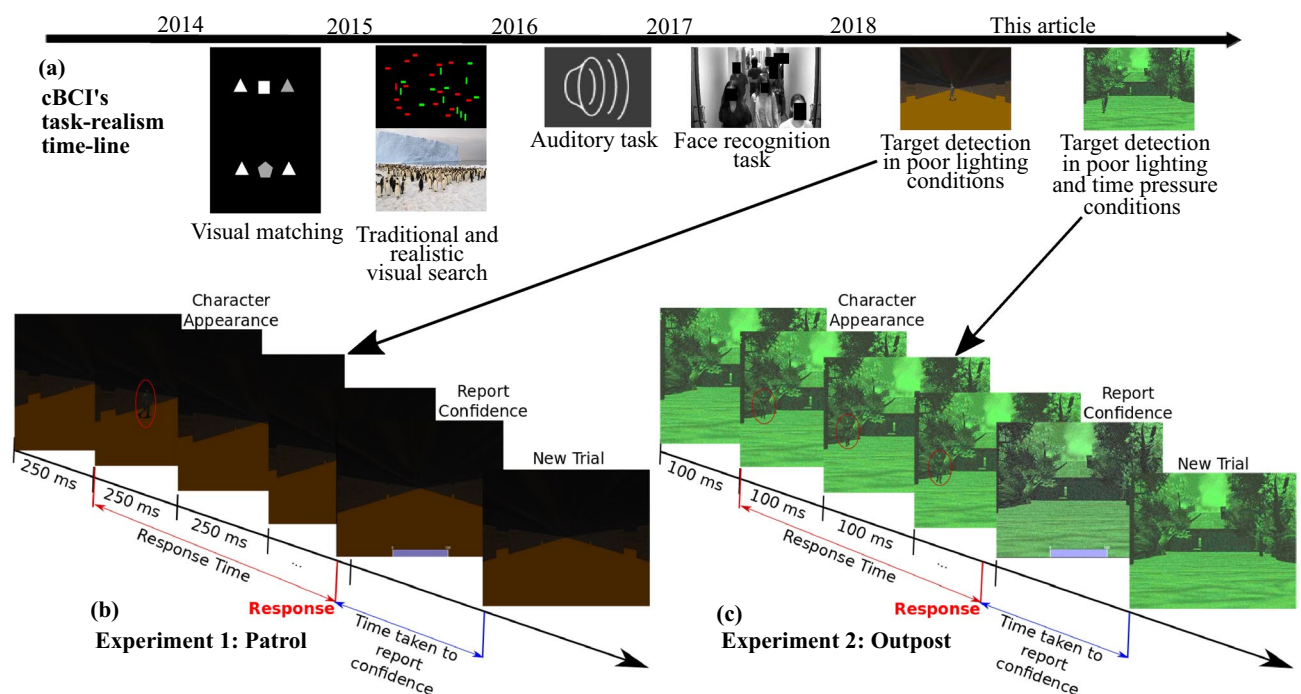 2014
2015
2016
2017
2018
This article
(a)
cBCI's
task-realism
time-line
Visual matching
Traditional and
realistic
visual search
Auditory task
Face recognition
task
Target detection
in poor lighting
conditions
Target detection
in poor lighting
and time pressure
conditions
Character
Appearance
Report
Confidence
New Trial
250 ms
250 ms
250 ms
...
Response Time
Response
Time taken to
report
confidence
(b)
Experiment 1: Patrol
Character
Appearance
Report
Confidence
New Trial
100 ms
100 ms
100 ms
...
Response Time
Response
Time taken to
report
confidence
(c)
Experiment 2: Outpost